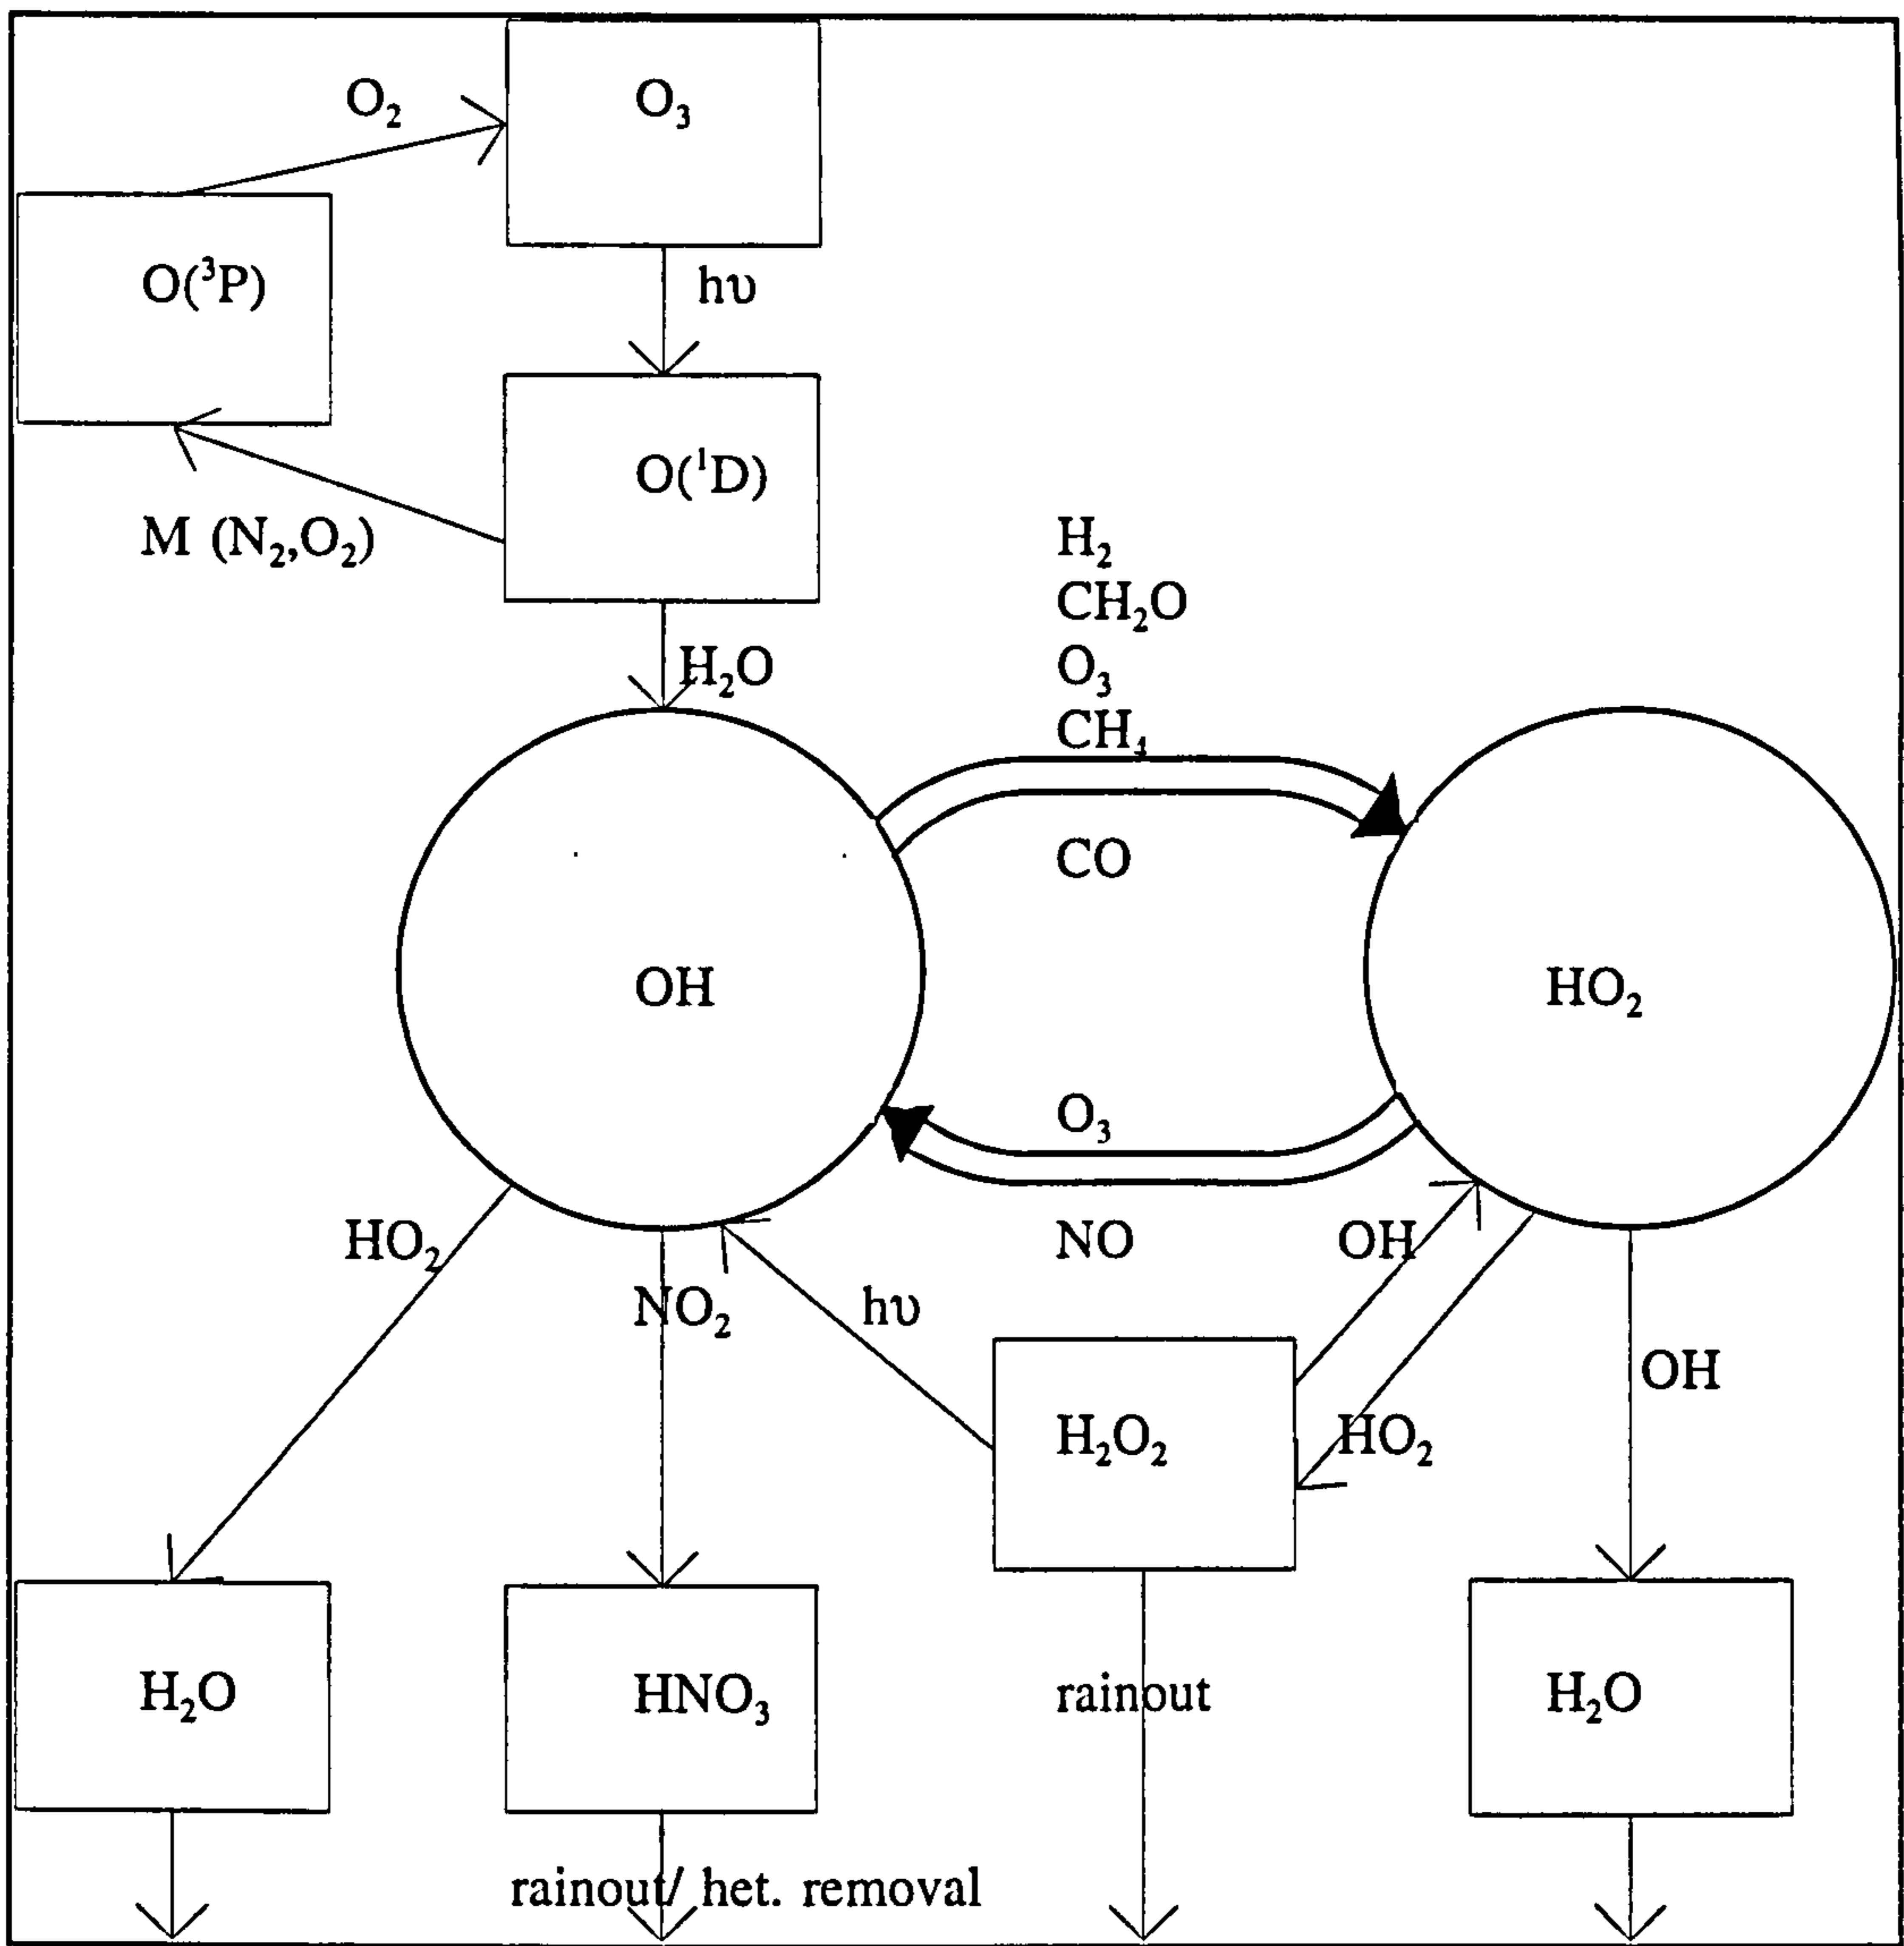 O₂
O₃
O(³P)
hυ
O(¹D)
M (N₂,O₂)
H₂
CH₂O
O₃
CH₄
H₂O
CO
OH
HO₂
O₃
HO₂
NO
OH
NO₂
hυ
OH
H₂O₂
HO₂
H₂O
HNO₃
rainout
H₂O
rainout/ het. removal